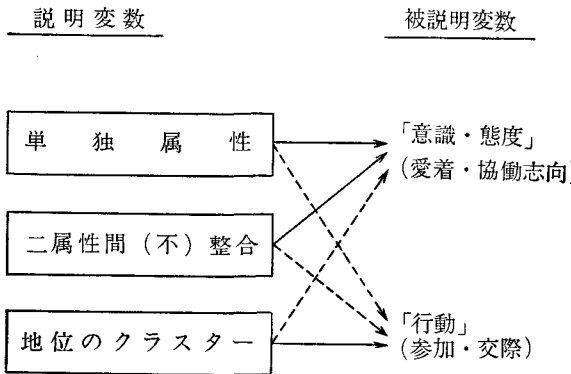 説明変数
被説明変数
単独属性
「意識・態度」
(愛着・協働志向)
二属性間(不)整合
地位のクラスター
「行動」
(参加・交際)